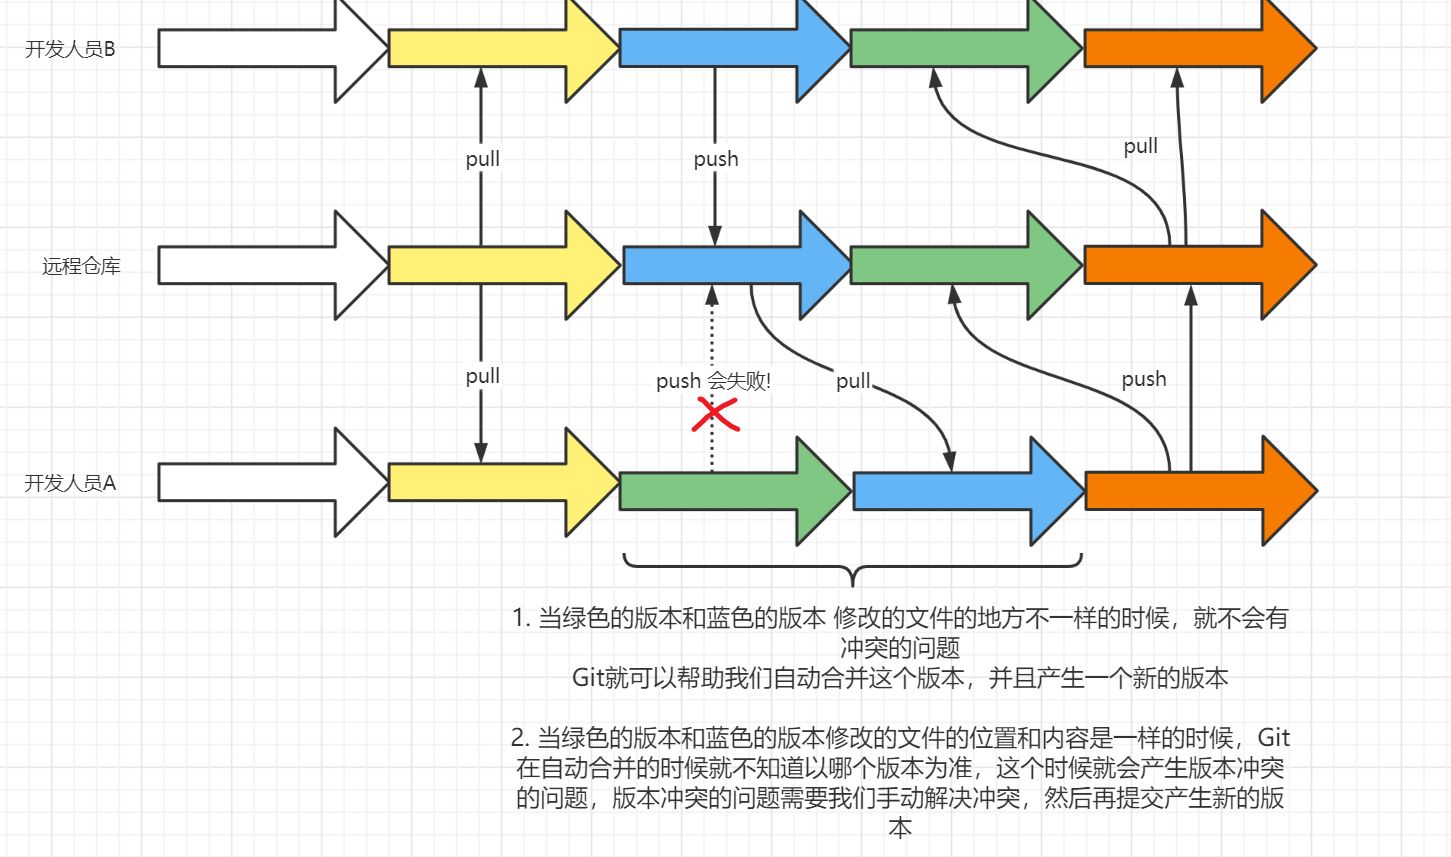 开发人员B
pull
push
pull
远程仓库
pull
push 会失败!
pull
push
开发人员A
1. 当绿色的版本和蓝色的版本 修改的文件的地方不一样的时候，就不会有
冲突的问题
Git就可以帮助我们自动合并这个版本，并且产生一个新的版本
2. 当绿色的版本和蓝色的版本修改的文件的位置和内容是一样的时候，Git
在自动合并的时候就不知道以哪个版本为准，这个时候就会产生版本冲突
的问题，版本冲突的问题需要我们手动解决冲突，然后再提交产生新的版
本